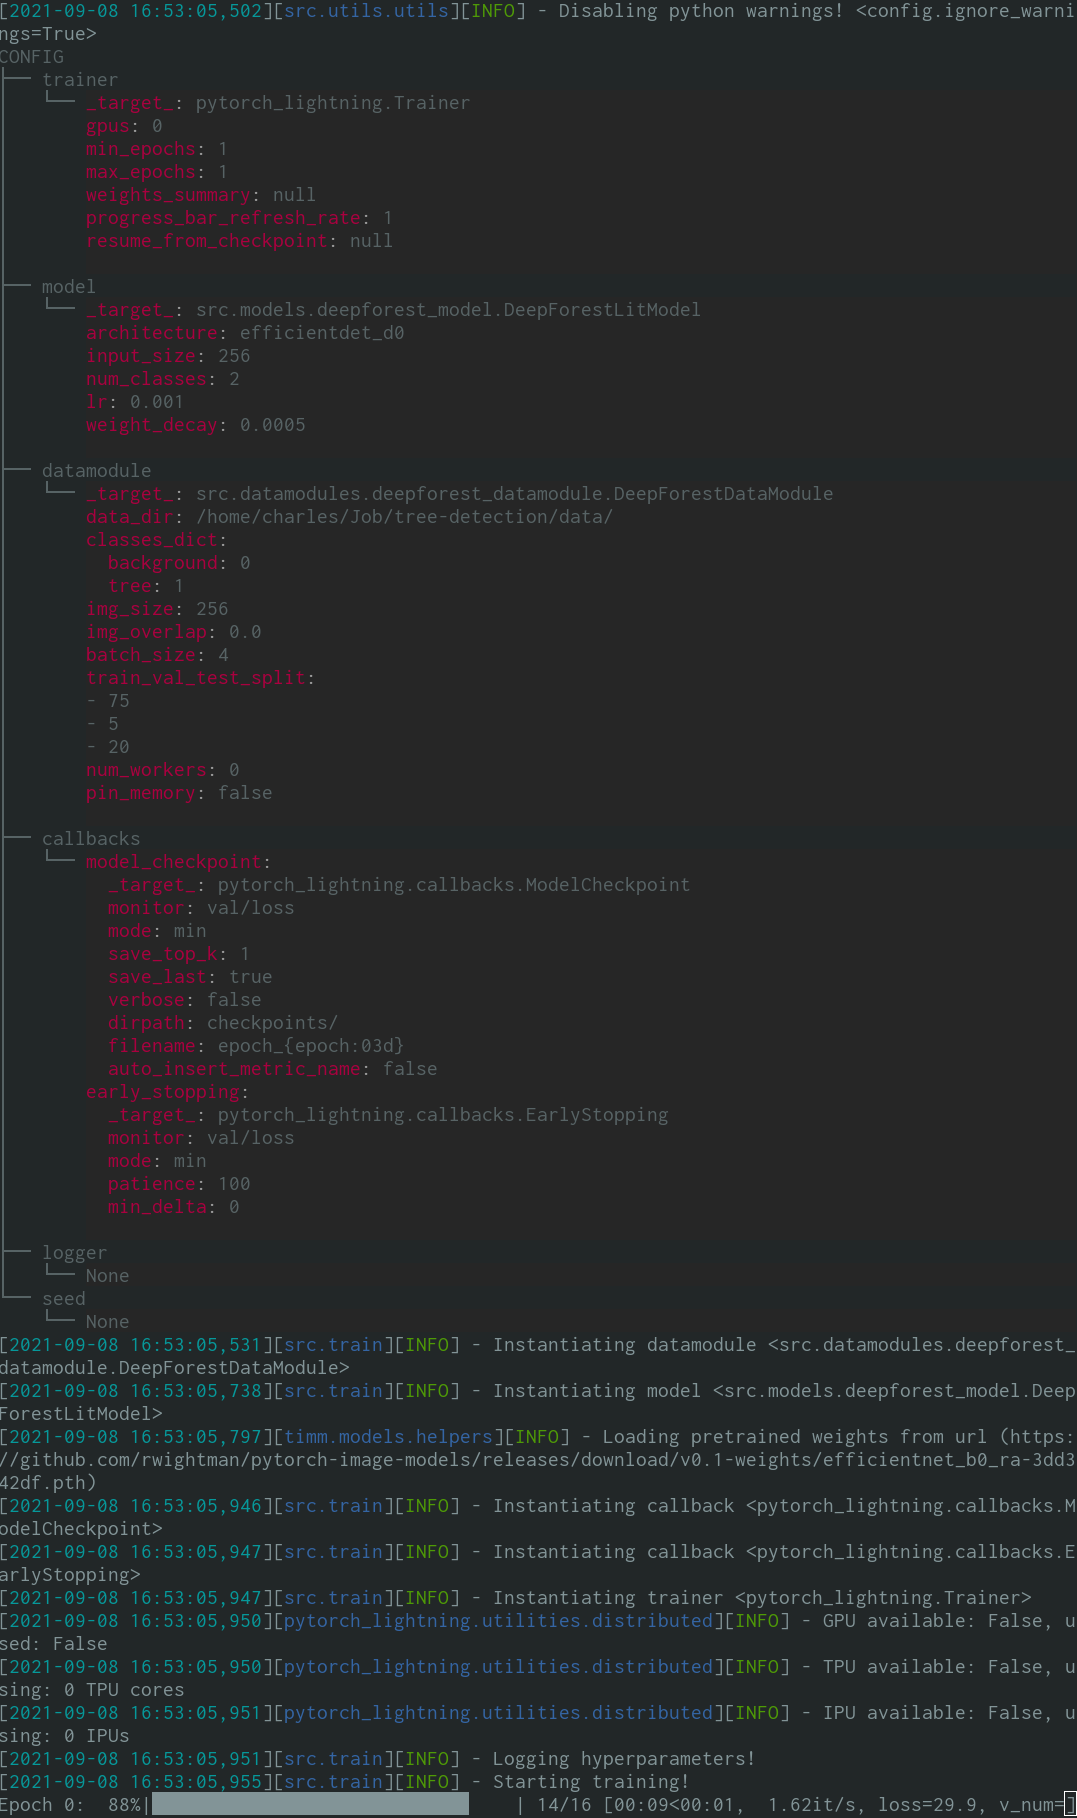 [2021-09-08 16:53:05,502][src.utils.utils][INFO] - Disabling python warnings! <config.ignore_warni
ngs=True>
CONFIG
├── trainer
│   └── _target_: pytorch_lightning.Trainer
│       gpus: 0
│       min_epochs: 1
│       max_epochs: 1
│       weights_summary: null
│       progress_bar_refresh_rate: 1
│       resume_from_checkpoint: null
│
├── model
│   └── _target_: src.models.deepforest_model.DeepForestLitModel
│       architecture: efficientdet_d0
│       input_size: 256
│       num_classes: 2
│       lr: 0.001
│       weight_decay: 0.0005
│
├── datamodule
│   └── _target_: src.datamodules.deepforest_datamodule.DeepForestDataModule
│       data_dir: /home/charles/Job/tree-detection/data/
│       classes_dict:
│         background: 0
│         tree: 1
│       img_size: 256
│       img_overlap: 0.0
│       batch_size: 4
│       train_val_test_split:
│       - 75
│       - 5
│       - 20
│       num_workers: 0
│       pin_memory: false
│
├── callbacks
│   └── model_checkpoint:
│         _target_: pytorch_lightning.callbacks.ModelCheckpoint
│         monitor: val/loss
│         mode: min
│         save_top_k: 1
│         save_last: true
│         verbose: false
│         dirpath: checkpoints/
│         filename: epoch_{epoch:03d}
│         auto_insert_metric_name: false
│       early_stopping:
│         _target_: pytorch_lightning.callbacks.EarlyStopping
│         monitor: val/loss
│         mode: min
│         patience: 100
│         min_delta: 0
│
├── logger
│   └── None
└── seed
    └── None
[2021-09-08 16:53:05,531][src.train][INFO] - Instantiating datamodule <src.datamodules.deepforest_
datamodule.DeepForestDataModule>
[2021-09-08 16:53:05,738][src.train][INFO] - Instantiating model <src.models.deepforest_model.Deep
ForestLitModel>
[2021-09-08 16:53:05,797][timm.models.helpers][INFO] - Loading pretrained weights from url (https:
//github.com/rwightman/pytorch-image-models/releases/download/v0.1-weights/efficientnet_b0_ra-3dd3
42df.pth)
[2021-09-08 16:53:05,946][src.train][INFO] - Instantiating callback <pytorch_lightning.callbacks.M
odelCheckpoint>
[2021-09-08 16:53:05,947][src.train][INFO] - Instantiating callback <pytorch_lightning.callbacks.E
arlyStopping>
[2021-09-08 16:53:05,947][src.train][INFO] - Instantiating trainer <pytorch_lightning.Trainer>
[2021-09-08 16:53:05,950][pytorch_lightning.utilities.distributed][INFO] - GPU available: False, u
sed: False
[2021-09-08 16:53:05,950][pytorch_lightning.utilities.distributed][INFO] - TPU available: False, u
sing: 0 TPU cores
[2021-09-08 16:53:05,951][pytorch_lightning.utilities.distributed][INFO] - IPU available: False, u
sing: 0 IPUs
[2021-09-08 16:53:05,951][src.train][INFO] - Logging hyperparameters!
[2021-09-08 16:53:05,955][src.train][INFO] - Starting training!
Epoch 0:  88%|          | 14/16 [00:09<00:01,  1.62it/s, loss=29.9, v_num=]